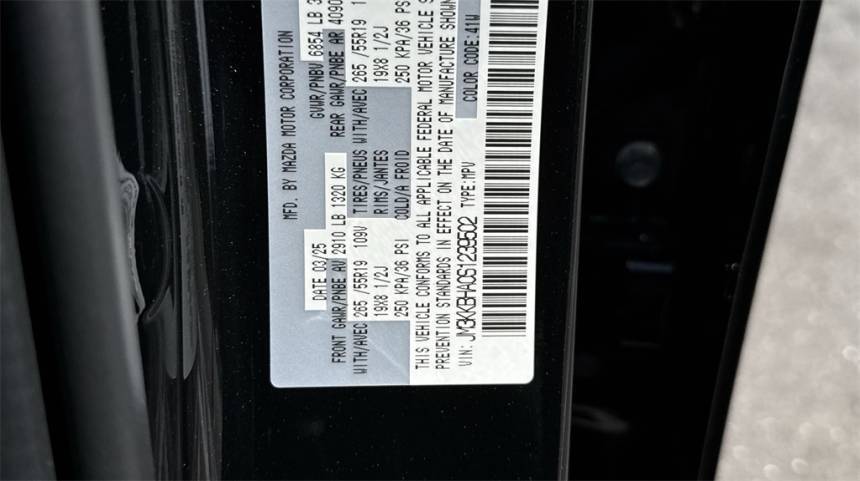 MFD. BY MAZDA MOTOR CORPORATION
DATE 03/25 GVWR/PNBV 6854 LB
FRONT GAWR/PNBE AV 2910 LB 1320 KG REAR GAWR/PNBE AR 4090
WITH/AVEC 265 /55R19 109V TIRES/PNEUS WITH/AVEC 265 /55R19
19X8 1/2J RIMS/JANTES 19X8 1/2J
250 KPA/36 PSI COLD/A FROID 250 KPA/36 PS
THIS VEHICLE CONFORMS TO ALL APPLICABLE FEDERAL MOTOR VEHICLE
PREVENTION STANDARDS IN EFFECT ON THE DATE OF MANUFACTURE SHOWN
VIN: JM3KKBHA0S1239502 TYPE:MPV COLOR CODE:41W